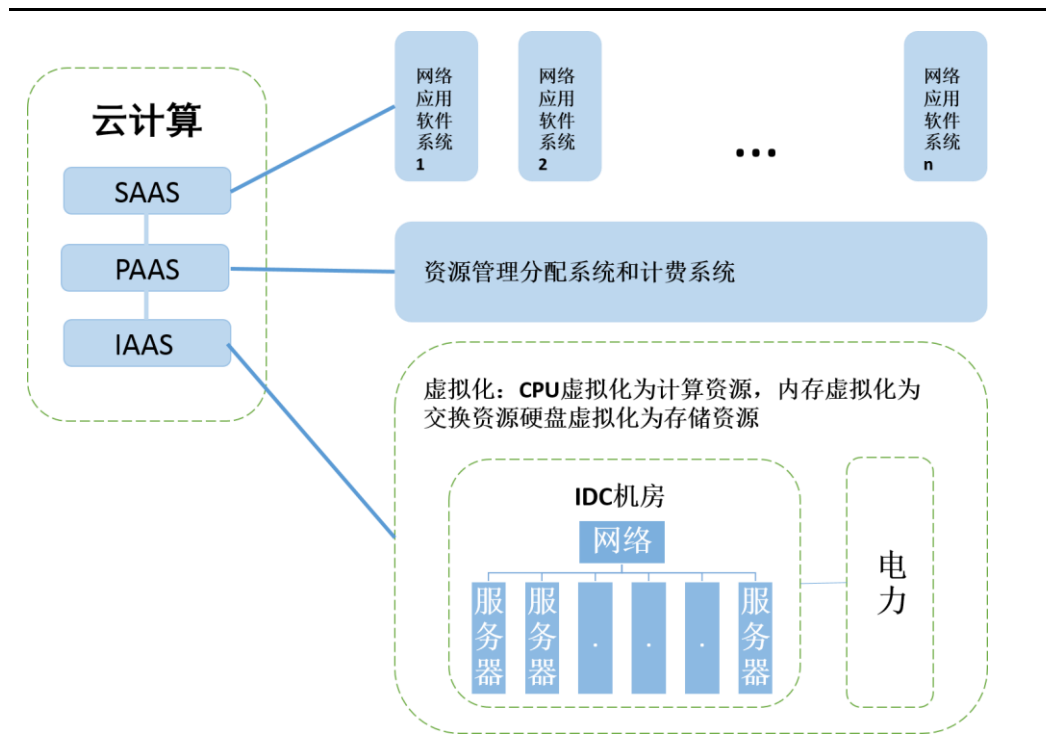 云计算
SAAS
PAAS
IAAS
网络
应用
软件
系统
1
网络
应用
软件
系统
2
...
网络
应用
软件
系统
n
资源管理分配系统和计费系统
虚拟化：CPU虚拟化为计算资源，内存虚拟化为
交换资源硬盘虚拟化为存储资源
IDC机房
网络
服务器
服务器
.
.
.
服务器
电力